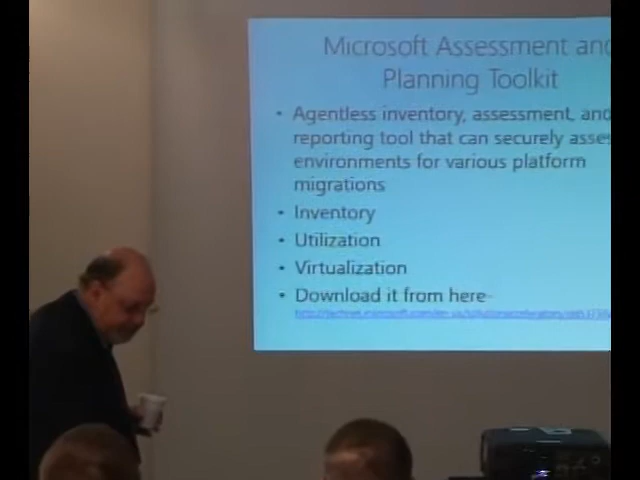 Microsoft Assessment and
Planning Toolkit
• Agentless inventory, assessment, and
reporting tool that can securely asses
environments for various platform
migrations
• Inventory
• Utilization
• Virtualization
• Download it from here-